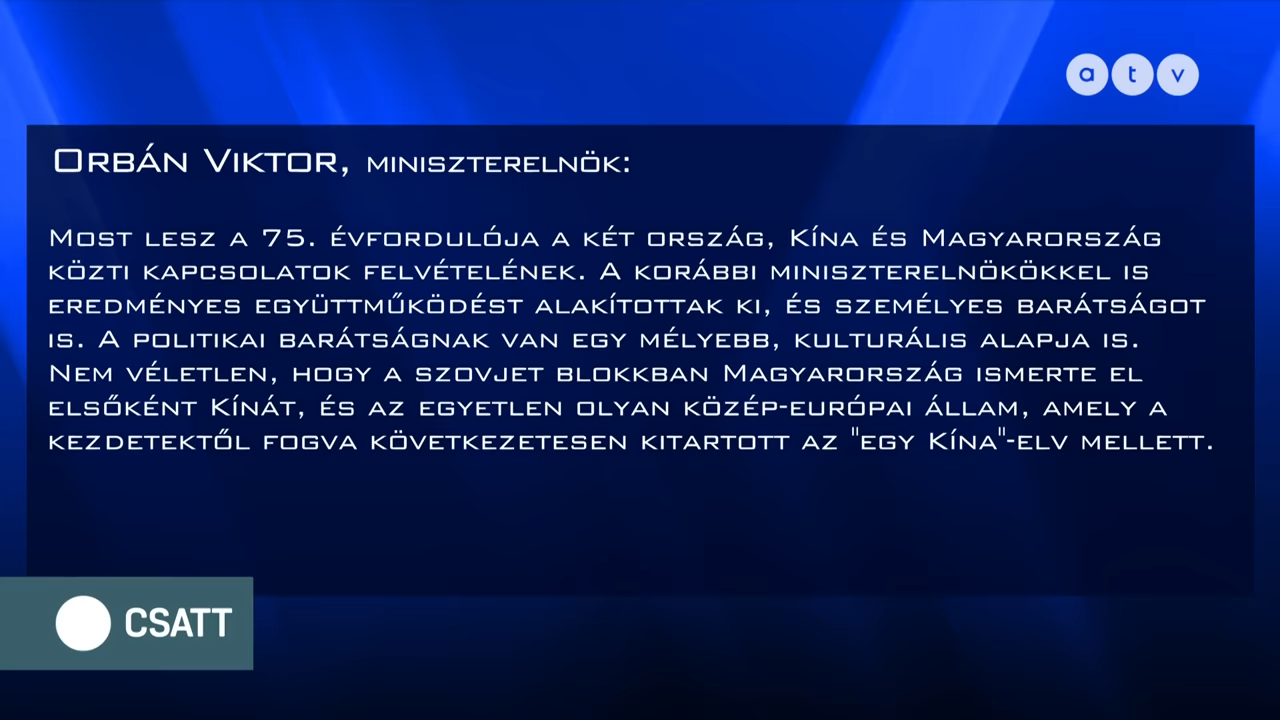 a t v
Orbán Viktor, miniszterelnök:
Most lesz a 75. évfordulója a két ország, Kína és Magyarország
közti kapcsolatok felvételének. A korábbi miniszterelnökökkel is
eredményes együttműködést alakítottak ki, és személyes barátságot
is. A politikai barátságnak van egy mélyebb, kulturális alapja is.
Nem véletlen, hogy a szovjet blokkban Magyarország ismerte el
elsőként Kínát, és az egyetlen olyan közép-európai állam, amely a
kezdetektől fogva következetesen kitartott az "egy Kína"-elv mellett.
CSATT